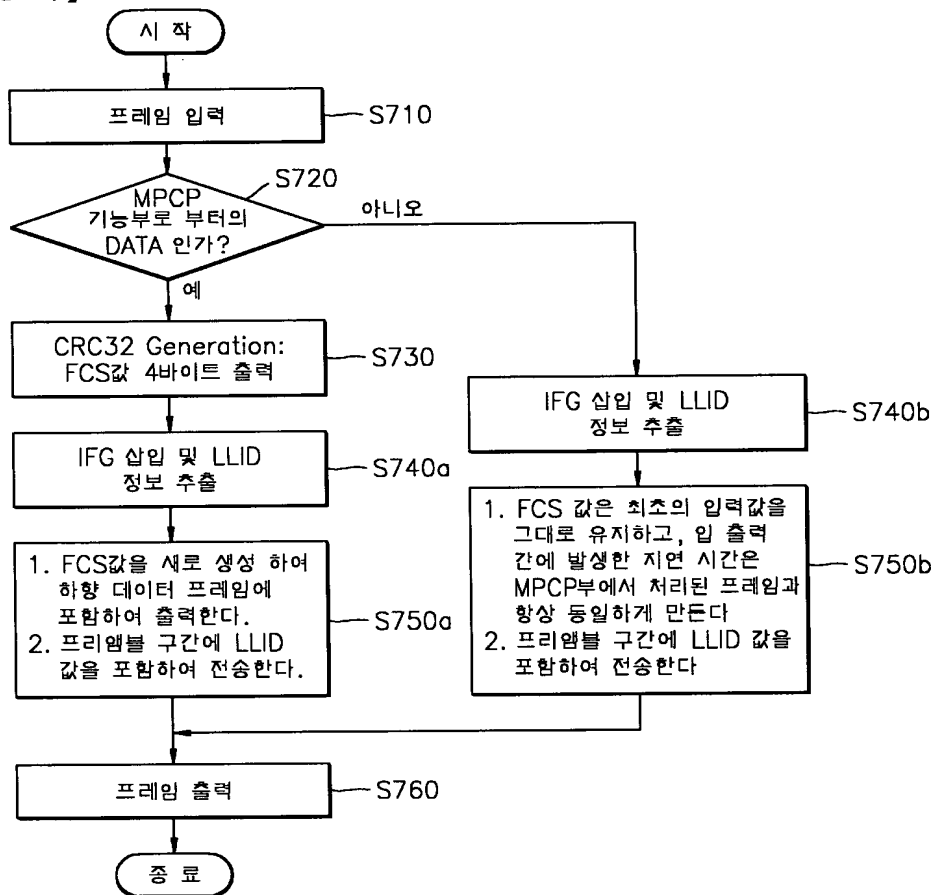 시 작
프레임 입력
S710
S720
MPCP
기능부로 부터의
DATA 인가?
아니오
예
CRC32 Generation:
FCS값 4바이트 출력
S730
IFG 삽입 및 LLID
정보 추출
S740a
1. FCS값을 새로 생성 하여
하향 데이터 프레임에
포함하여 출력한다.
2. 프리앰블 구간에 LLID
값을 포함하여 전송한다.
S750a
IFG 삽입 및 LLID
정보 추출
S740b
1. FCS 값은 최초의 입력값을
그대로 유지하고, 입 출력
간에 발생한 지연 시간은
MPCP부에서 처리된 프레임과
항상 동일하게 만든다
2. 프리앰블 구간에 LLID 값을
포함하여 전송한다
S750b
프레임 출력
S760
종 료